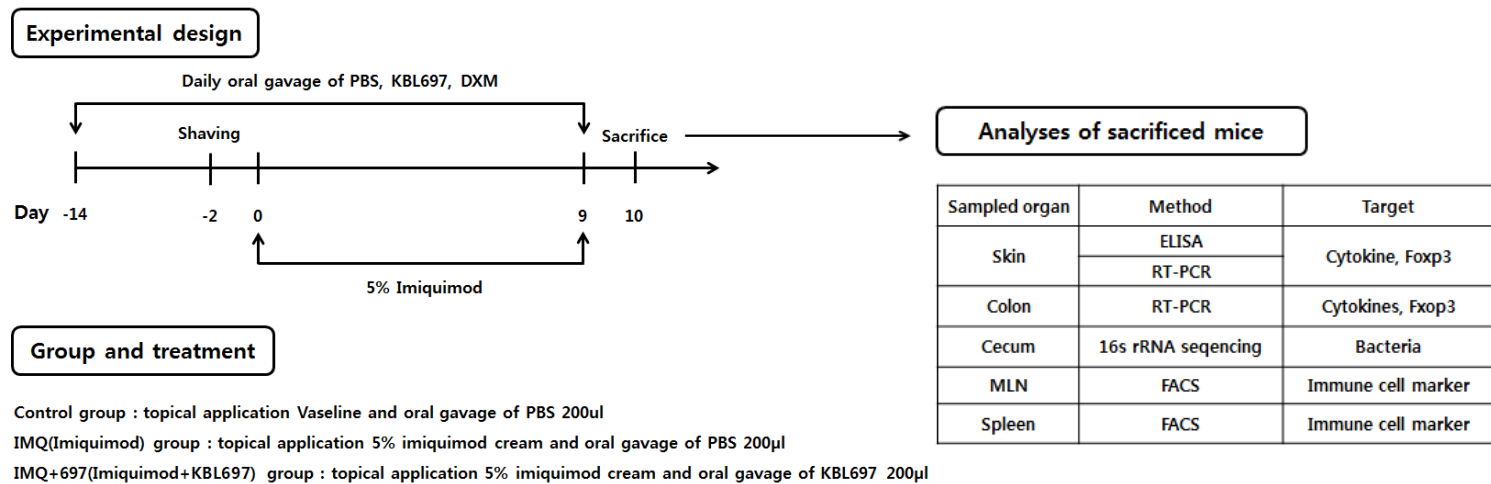 Experimental design
Daily oral gavage of PBS, KBL697, DXM
Shaving
Sacrifice
Day -14 -2 0 9 10
5% Imiquimod
Group and treatment
Control group : topical application Vaseline and oral gavage of PBS 200ul
IMQ(Imiquimod) group : topical application 5% imiquimod cream and oral gavage of PBS 200µl
IMQ+697(Imiquimod+KBL697) group : topical application 5% imiquimod cream and oral gavage of KBL697 200µl
Analyses of sacrificed mice
Sampled organ Method Target
Skin ELISA Cytokine, Foxp3
RT-PCR
Colon RT-PCR Cytokines, Fxop3
Cecum 16s rRNA seqencing Bacteria
MLN FACS Immune cell marker
Spleen FACS Immune cell marker